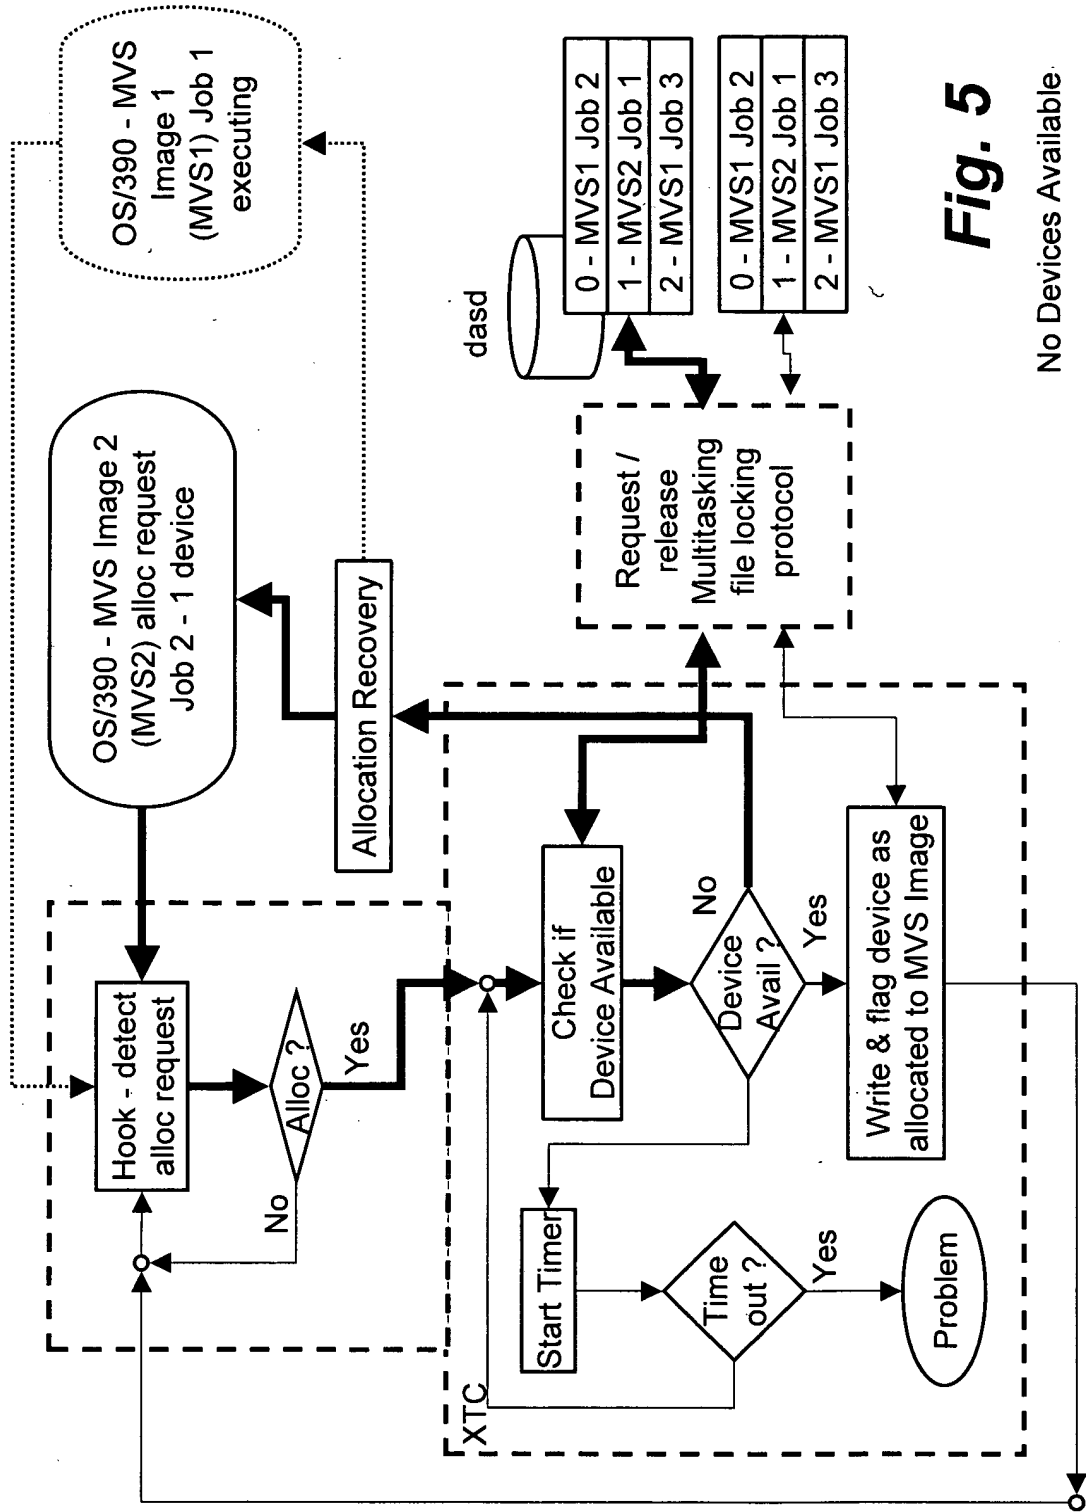 OS/390 - MVS Image 2
(MVS2) alloc request
Job 2 - 1 device
OS/390 - MVS
Image 1
(MVS1) Job 1
executing
Hook - detect
alloc request
Alloc ?
No
Yes
Allocation Recovery
XTC
Check if
Device Available
Device
Avail ?
No
Yes
Start Timer
Time
out ?
Yes
Problem
Write & flag device as
allocated to MVS Image
Request /
release
Multitasking
file locking
protocol
dasd
0 - MVS1 Job 2
1 - MVS2 Job 1
2 - MVS1 Job 3
0 - MVS1 Job 2
1 - MVS2 Job 1
2 - MVS1 Job 3
Fig. 5
No Devices Available